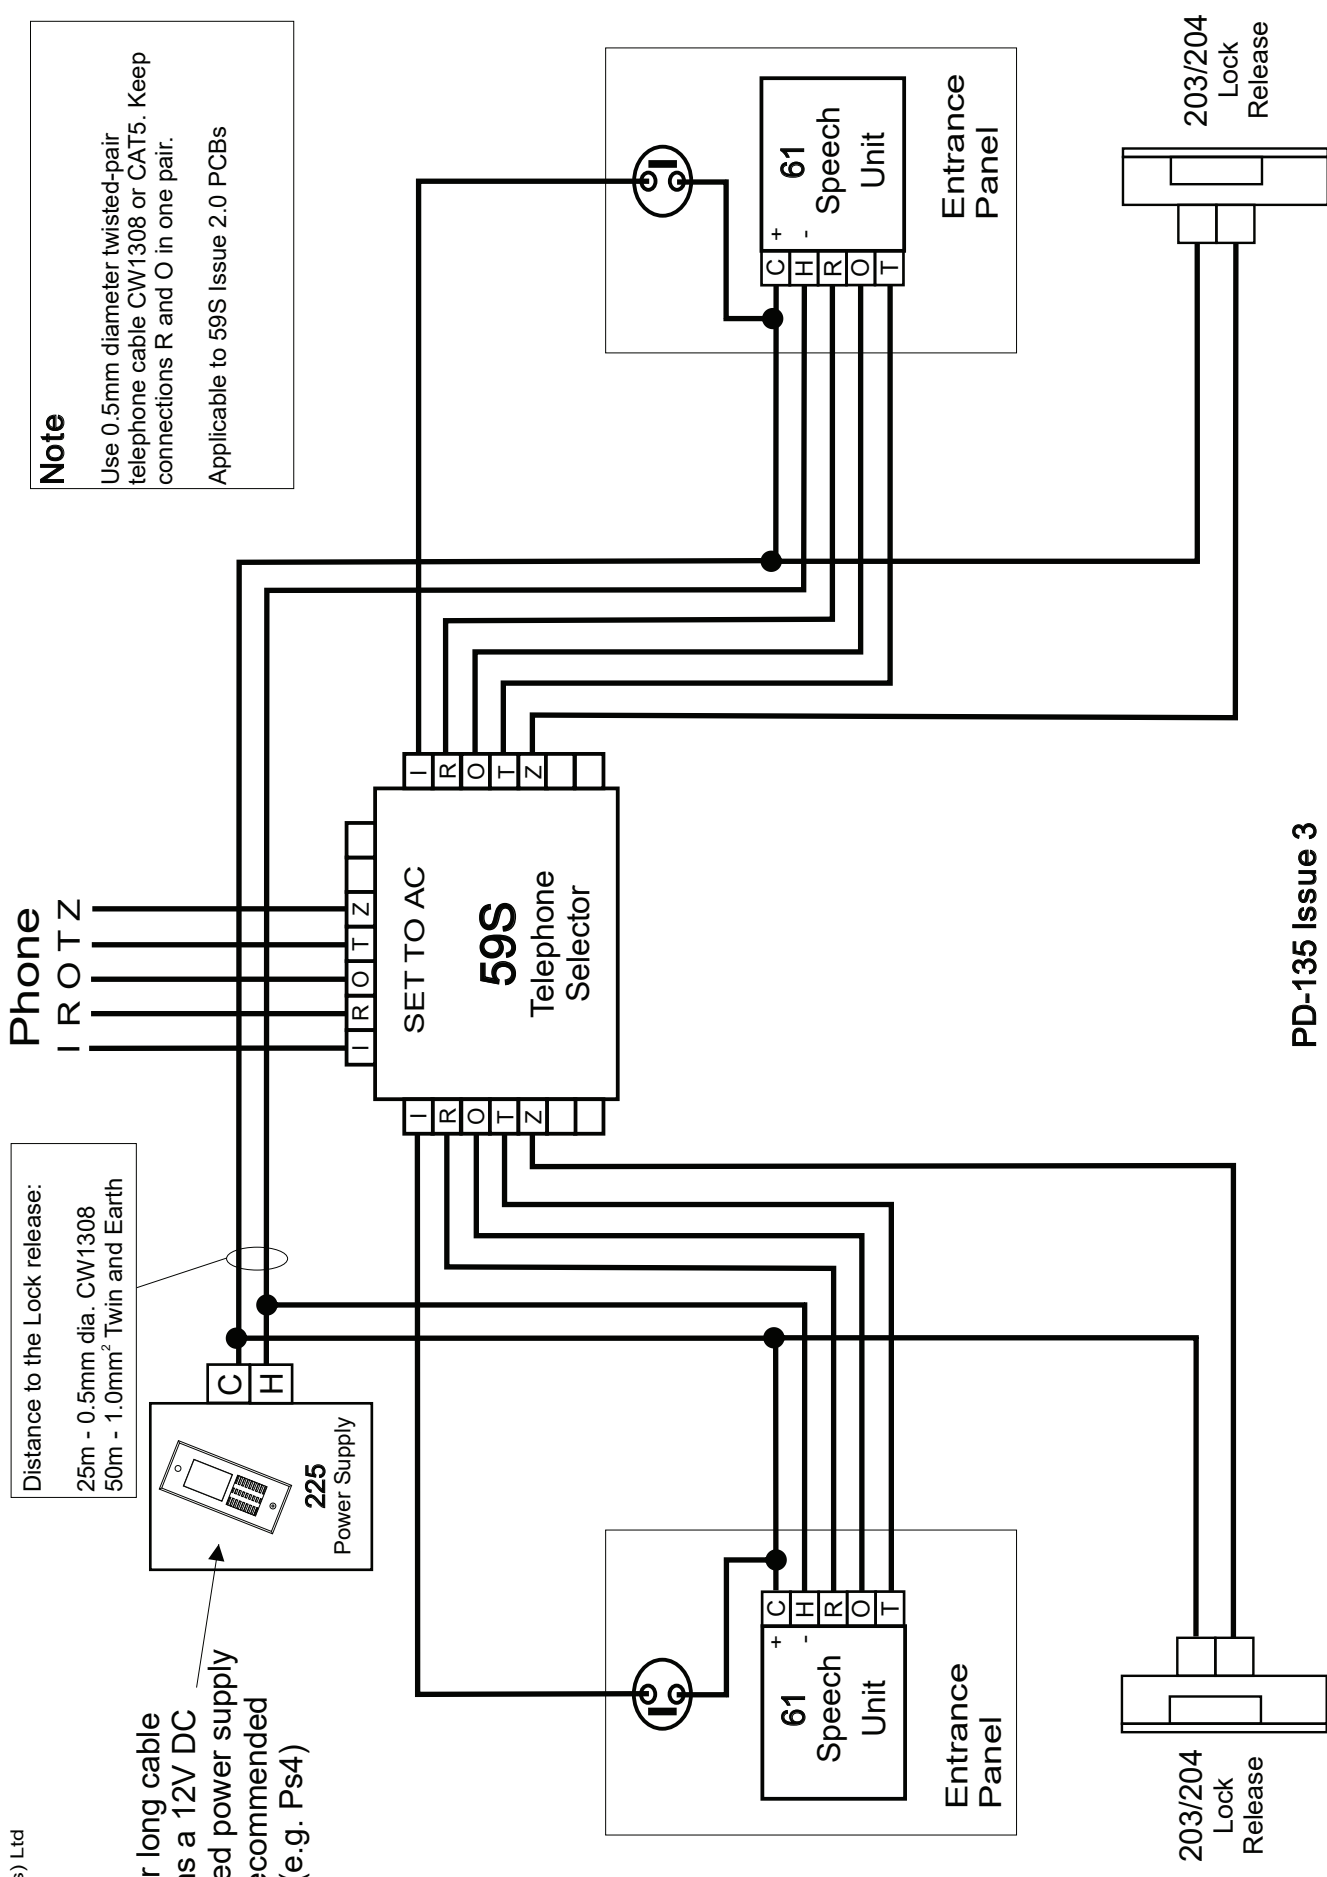 s) Ltd
r long cable
ns a 12V DC
ed power supply
ecommended
(e.g. Ps4)
225
Power Supply
C
H
Distance to the Lock release:
25m - 0.5mm dia. CW1308
50m - 1.0mm² Twin and Earth
Phone
I R O T Z
I R O T Z
SET TO AC
59S
Telephone
Selector
I
R
O
T
Z
I
R
O
T
Z
Note
Use 0.5mm diameter twisted-pair
telephone cable CW1308 or CAT5. Keep
connections R and O in one pair.
Applicable to 59S Issue 2.0 PCBs
61
Speech
Unit
+
-
C
H
R
O
T
Entrance
Panel
203/204
Lock
Release
61
Speech
Unit
+
-
C
H
R
O
T
Entrance
Panel
203/204
Lock
Release
PD-135 Issue 3